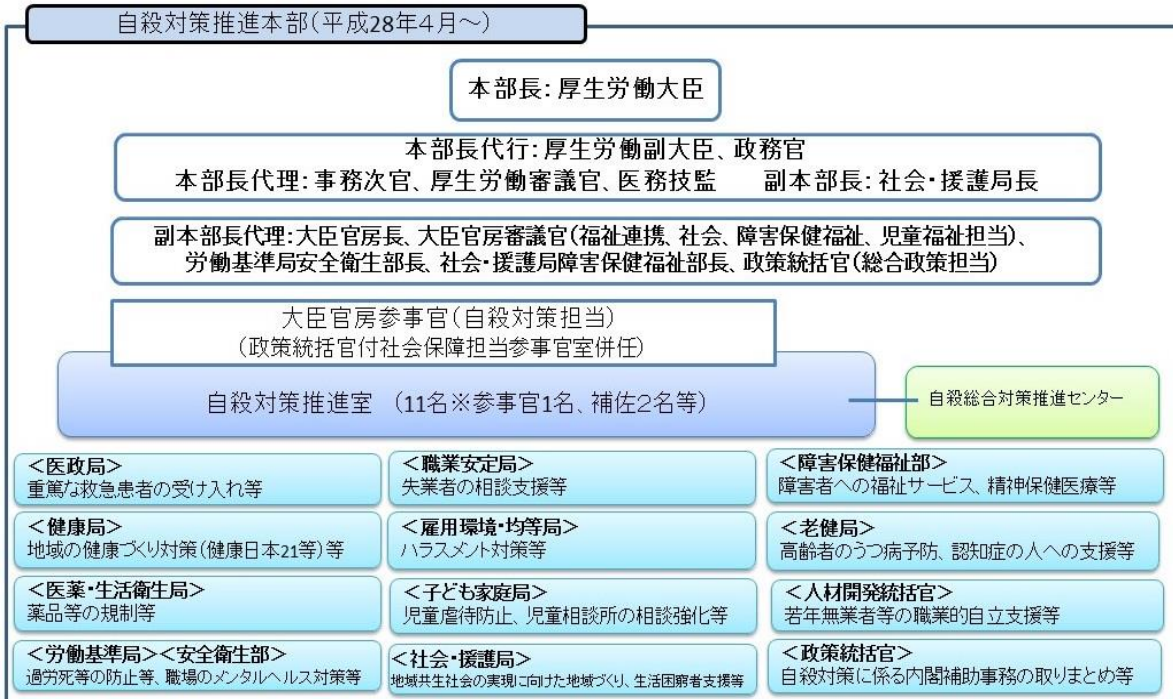 自殺対策推進本部(平成28年4月～)
本部長:厚生労働大臣
本部長代行:厚生労働副大臣、政務官
本部長代理:事務次官、厚生労働審議官、医務技監　副本部長:社会・援護局長
副本部長代理:大臣官房長、大臣官房審議官(福祉連携、社会、障害保健福祉、児童福祉担当)、
労働基準局安全衛生部長、社会・援護局障害保健福祉部長、政策統括官(総合政策担当)
大臣官房参事官(自殺対策担当)
(政策統括官付社会保障担当参事官室併任)
自殺対策推進室　(11名※参事官1名、補佐2名等)
自殺総合対策推進センター
<医政局>
重篤な救急患者の受け入れ等
<職業安定局>
失業者の相談支援等
<障害保健福祉部>
障害者への福祉サービス、精神保健医療等
<健康局>
地域の健康づくり対策(健康日本21等)等
<雇用環境・均等局>
ハラスメント対策等
<老健局>
高齢者のうつ病予防、認知症の人への支援等
<医薬・生活衛生局>
薬品等の規制等
<子ども家庭局>
児童虐待防止、児童相談所の相談強化等
<人材開発統括官>
若年無業者等の職業的自立支援等
<労働基準局><安全衛生部>
過労死等の防止等、職場のメンタルヘルス対策等
<社会・援護局>
地域共生社会の実現に向けた地域づくり、生活困窮者支援等
<政策統括官>
自殺対策に係る内閣補助事務の取りまとめ等